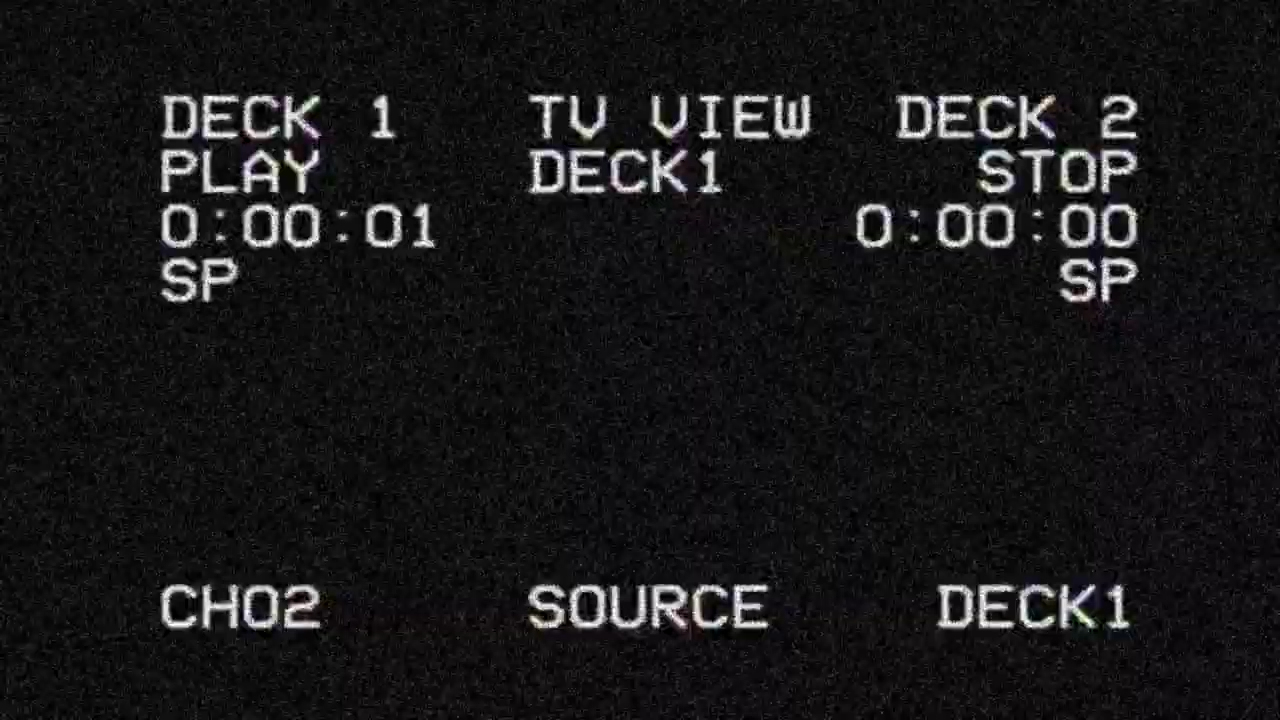 DECK 1 TV VIEW DECK 2
PLAY DECK1 STOP
0:00:01 0:00:00
SP SP
CH02 SOURCE DECK1